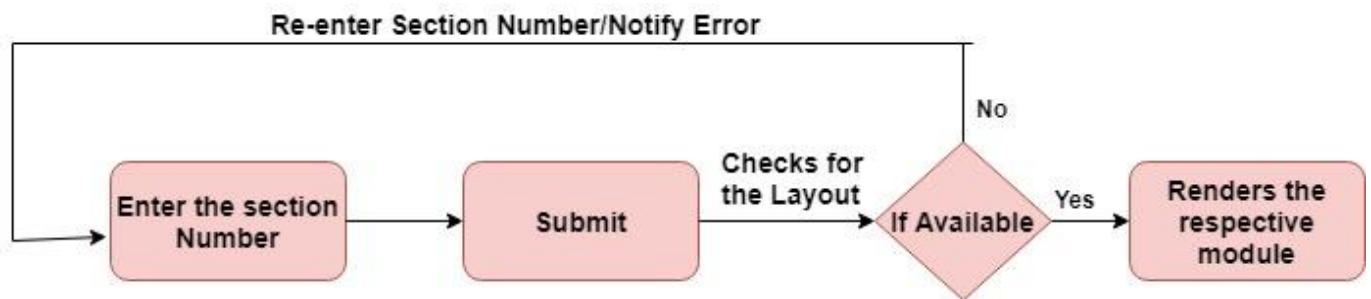 Re-enter Section Number/Notify Error
No
Enter the section
Number
Submit
Checks for
the Layout
If Available
Yes
Renders the
respective
module